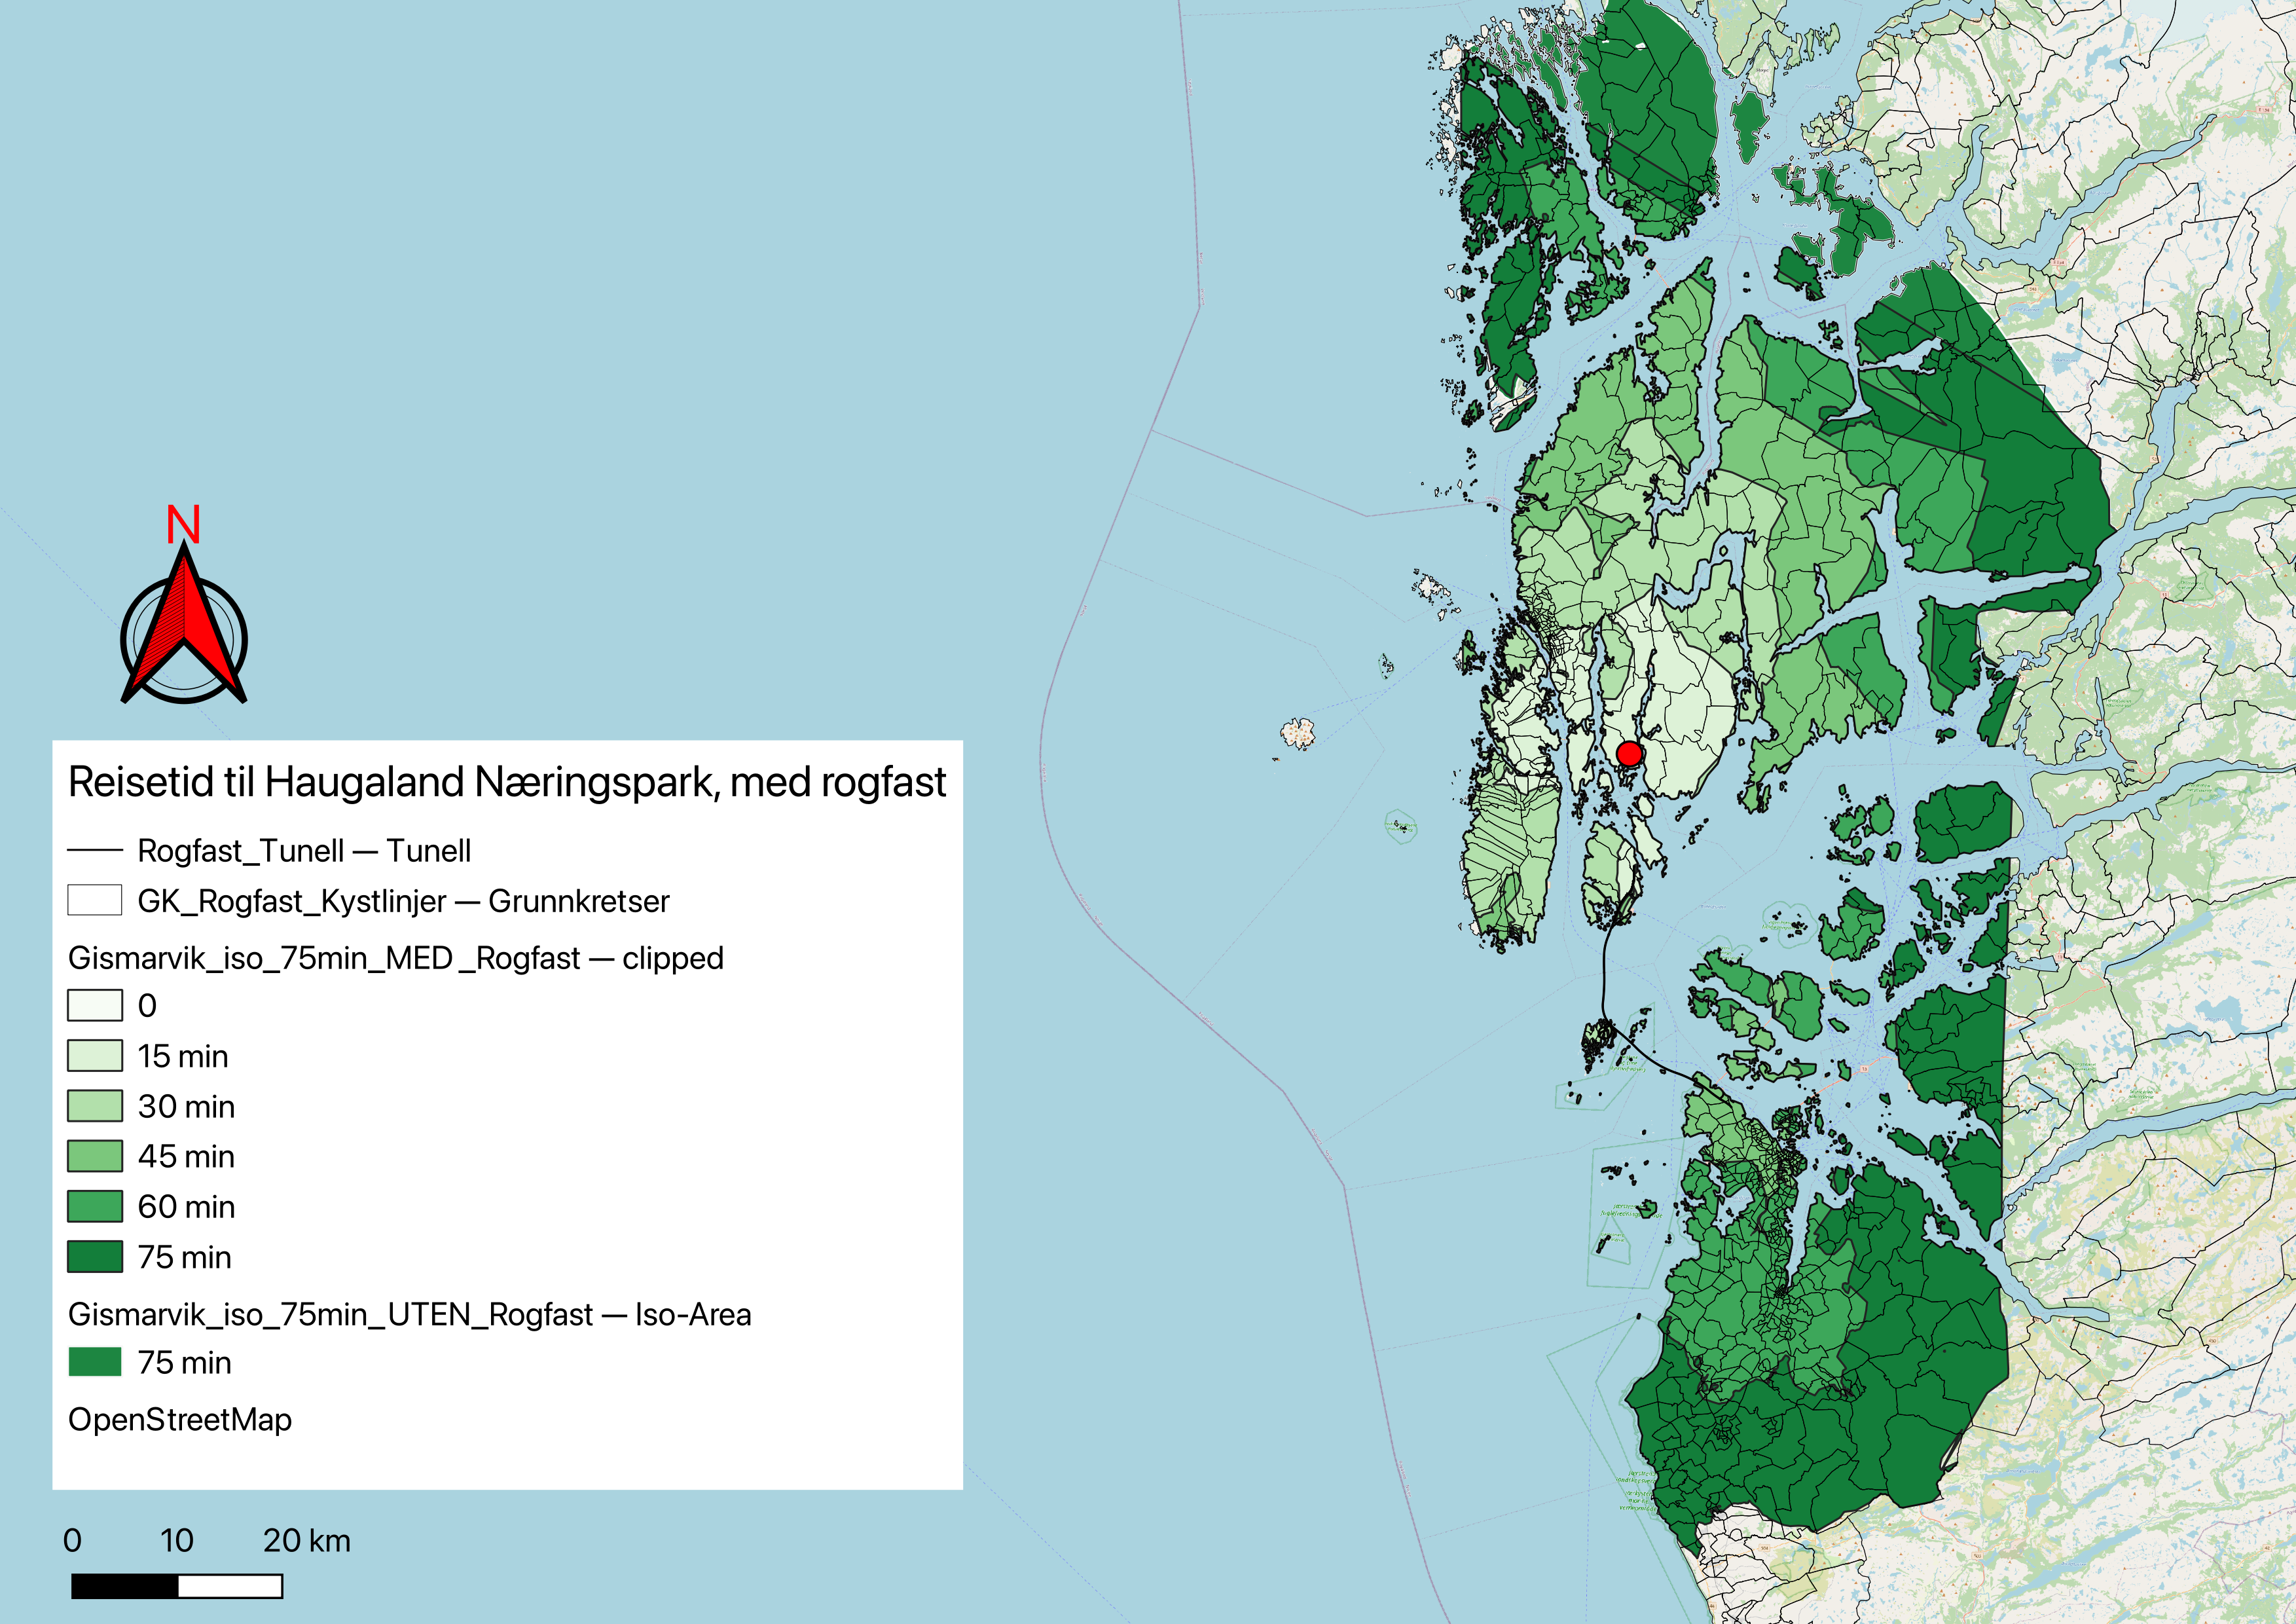 N
Reisetid til Haugaland Næringspark, med rogfast
Rogfast_Tunell — Tunell
GK_Rogfast_Kystlinjer — Grunnkretser
Gismarvik_iso_75min_MED_Rogfast — clipped
0
15 min
30 min
45 min
60 min
75 min
Gismarvik_iso_75min_UTEN_Rogfast — Iso-Area
75 min
OpenStreetMap
0 10 20 km